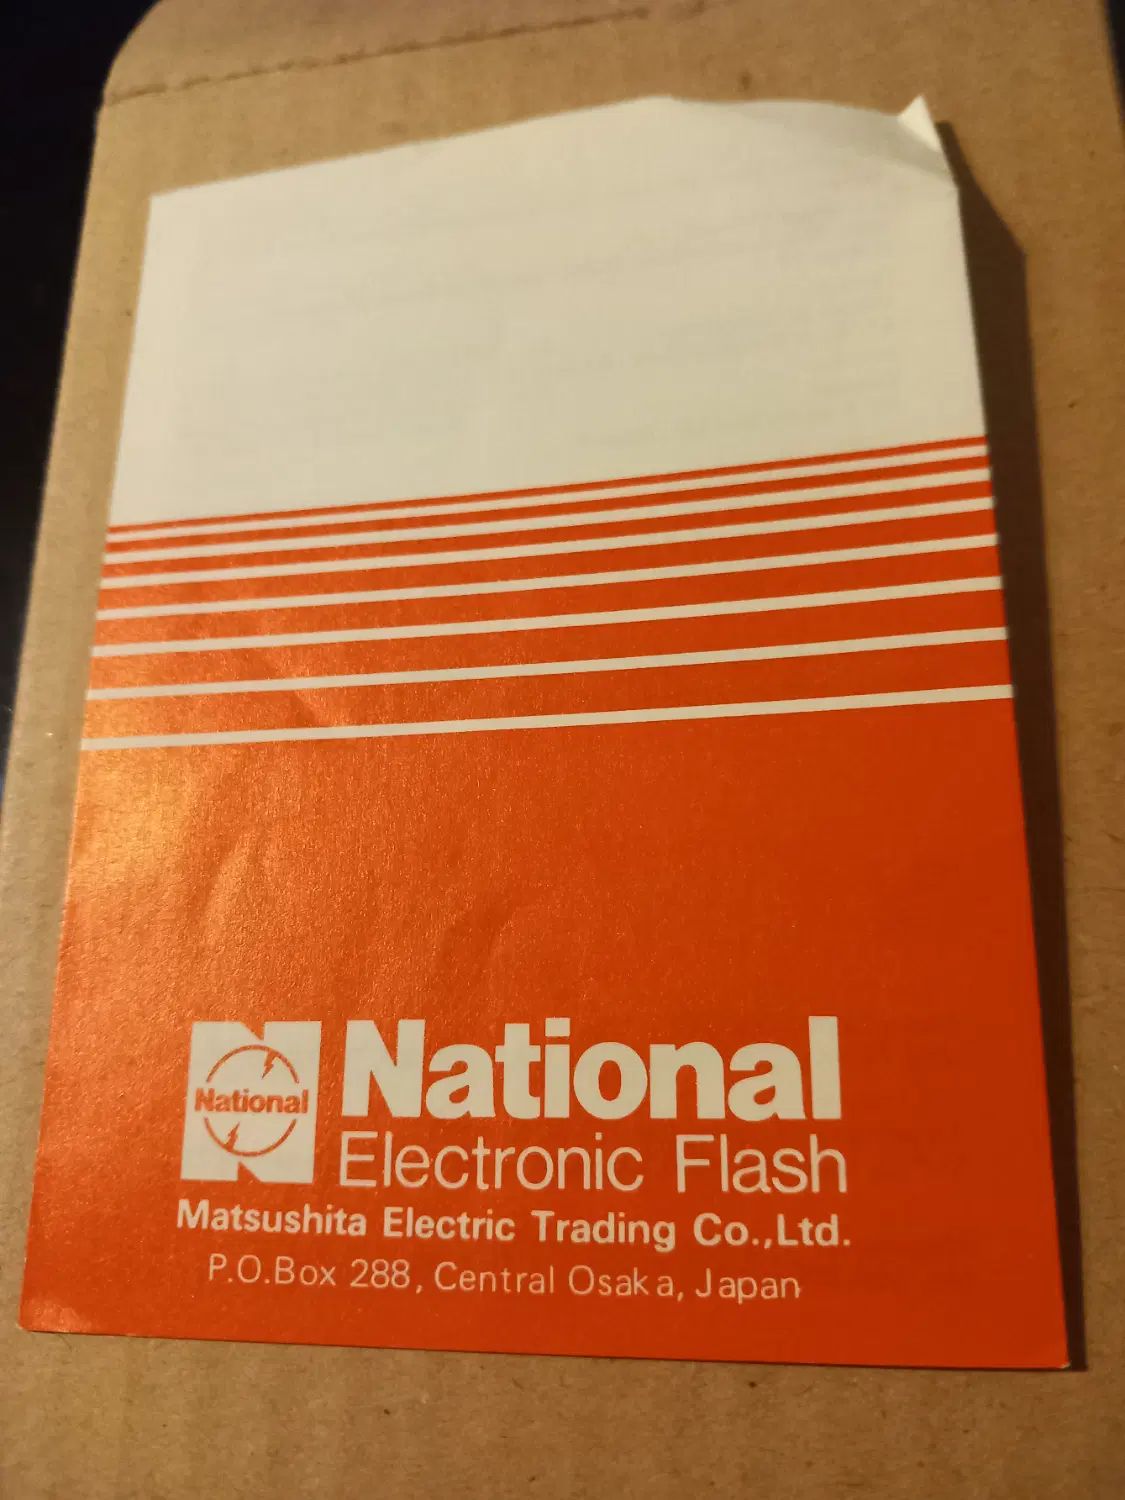 National
National
Electronic Flash
Matsushita Electric Trading Co.,Ltd.
P.O.Box 288, Central Osaka, Japan